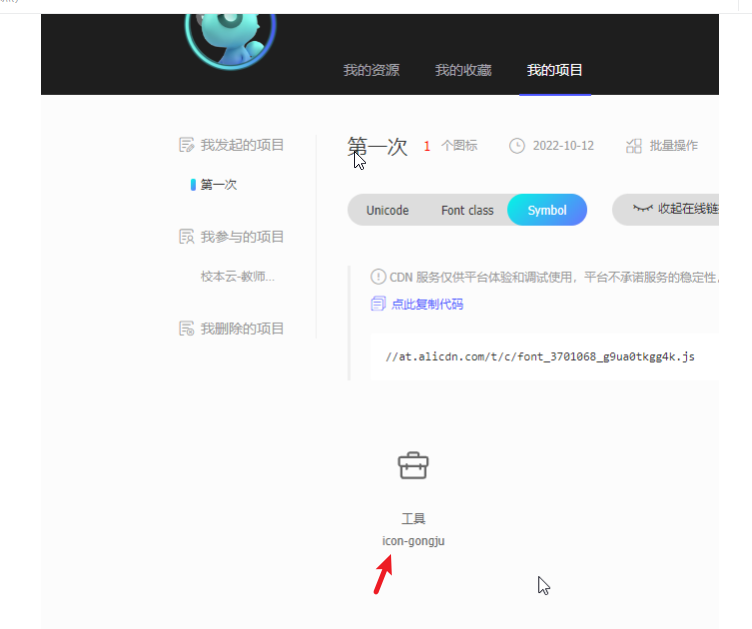 我的资源 我的收藏 我的项目
我发起的项目
第一次
我参与的项目
校本云-教师...
我删除的项目
第一次 1 个图标 2022-10-12 批量操作
Unicode Font class Symbol 收起在线链
CDN 服务仅供平台体验和调试使用，平台不承诺服务的稳定性，
点此复制代码
//at.alicdn.com/t/c/font_3701068_g9ua0tkgg4k.js
工具
icon-gongju